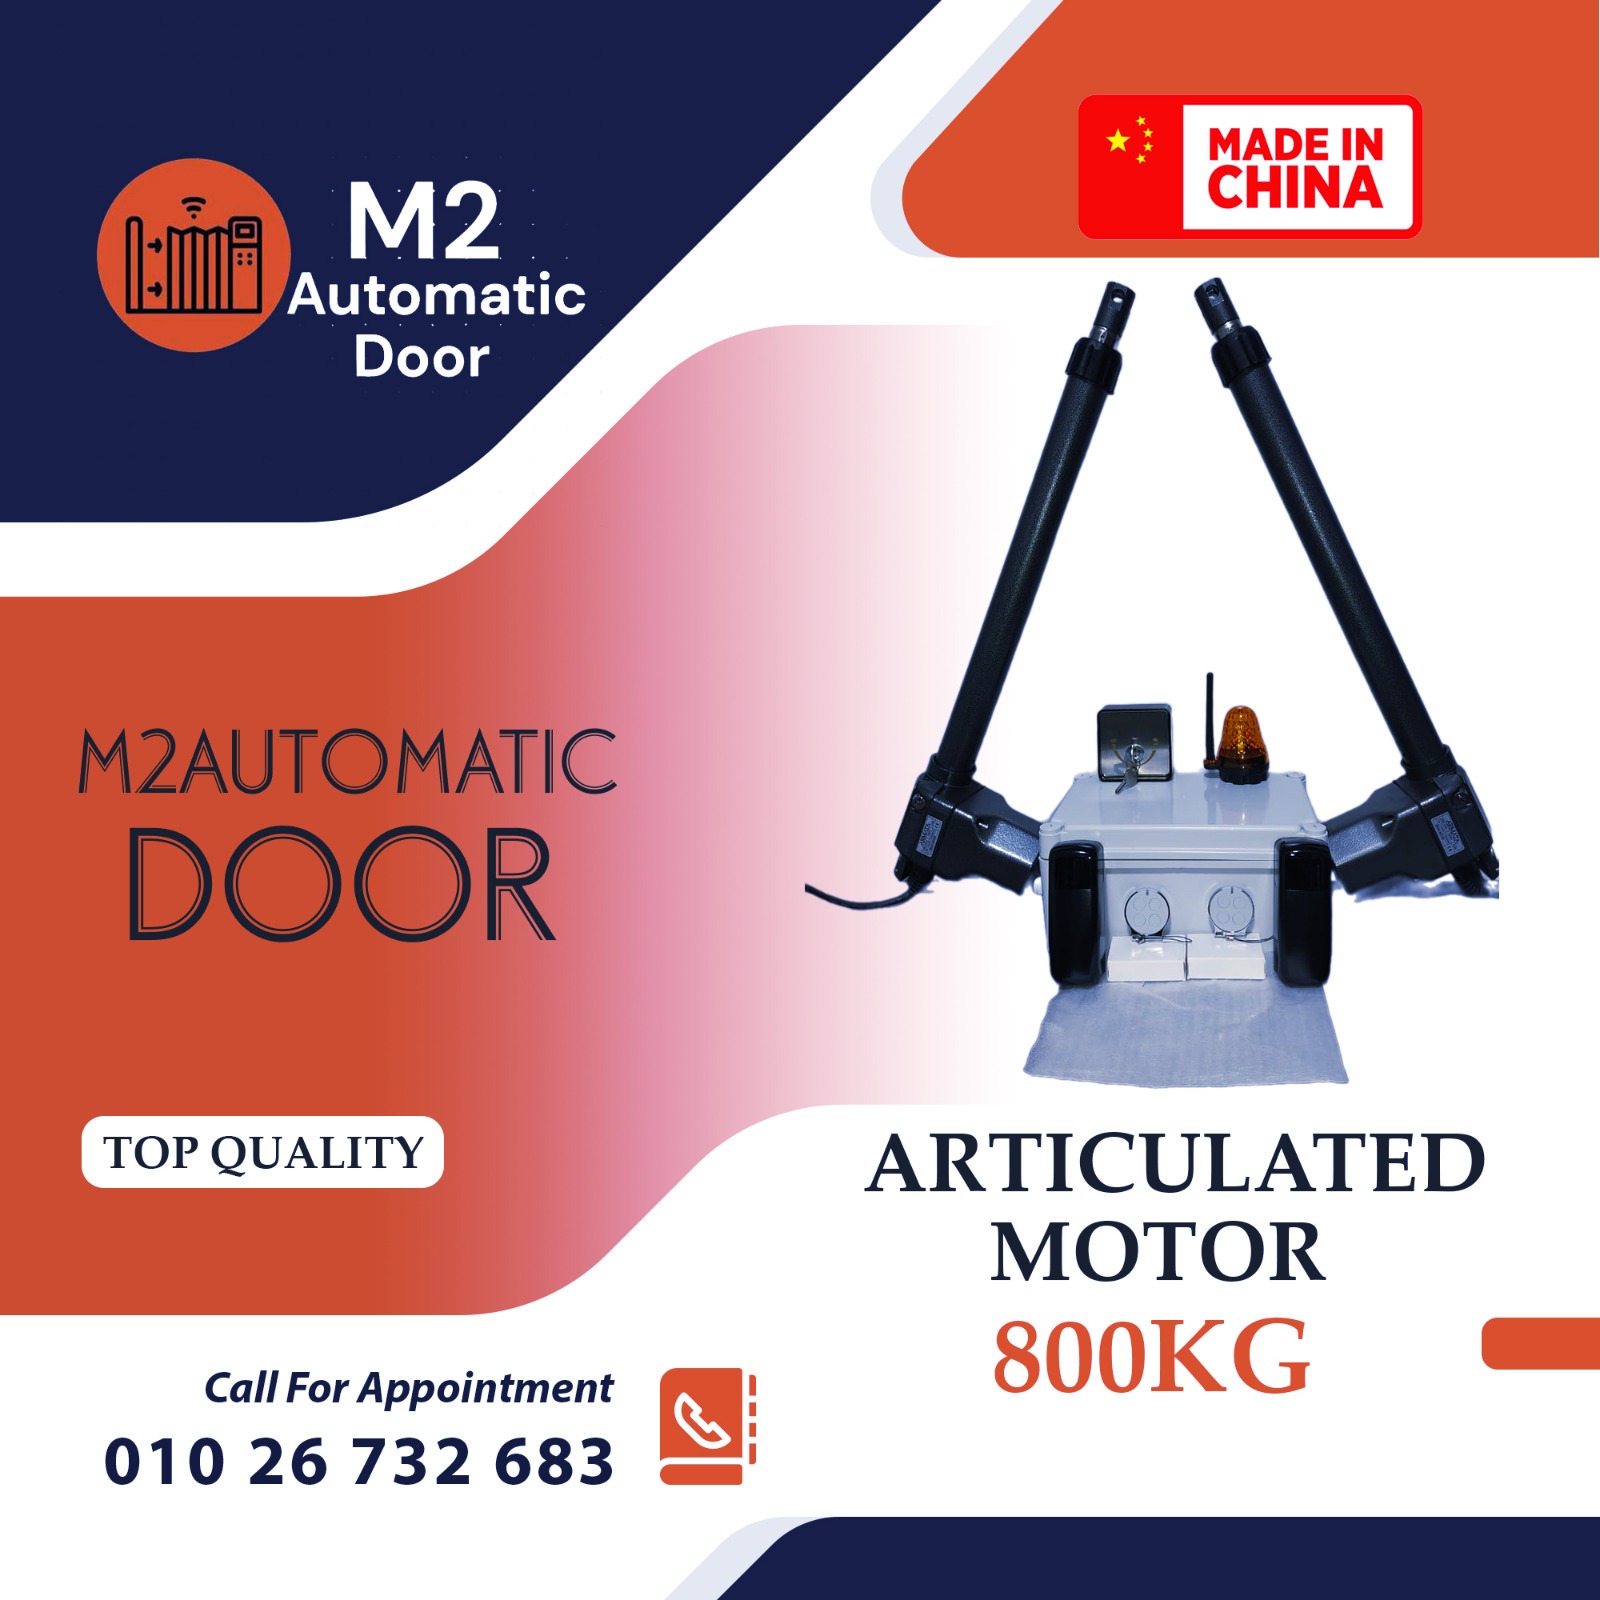 M2
Automatic
Door
MADE IN
CHINA
M2AUTOMATIC
DOOR
TOP QUALITY
ARTICULATED
MOTOR
800KG
Call For Appointment
010 26 732 683